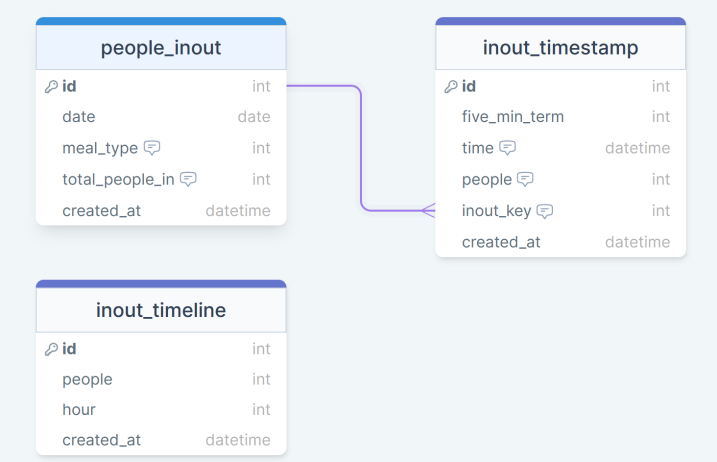 people_inout
id int
date date
meal_type int
total_people_in int
created_at datetime
inout_timestamp
id int
five_min_term int
time datetime
people int
inout_key int
created_at datetime
inout_timeline
id int
people int
hour int
created_at datetime